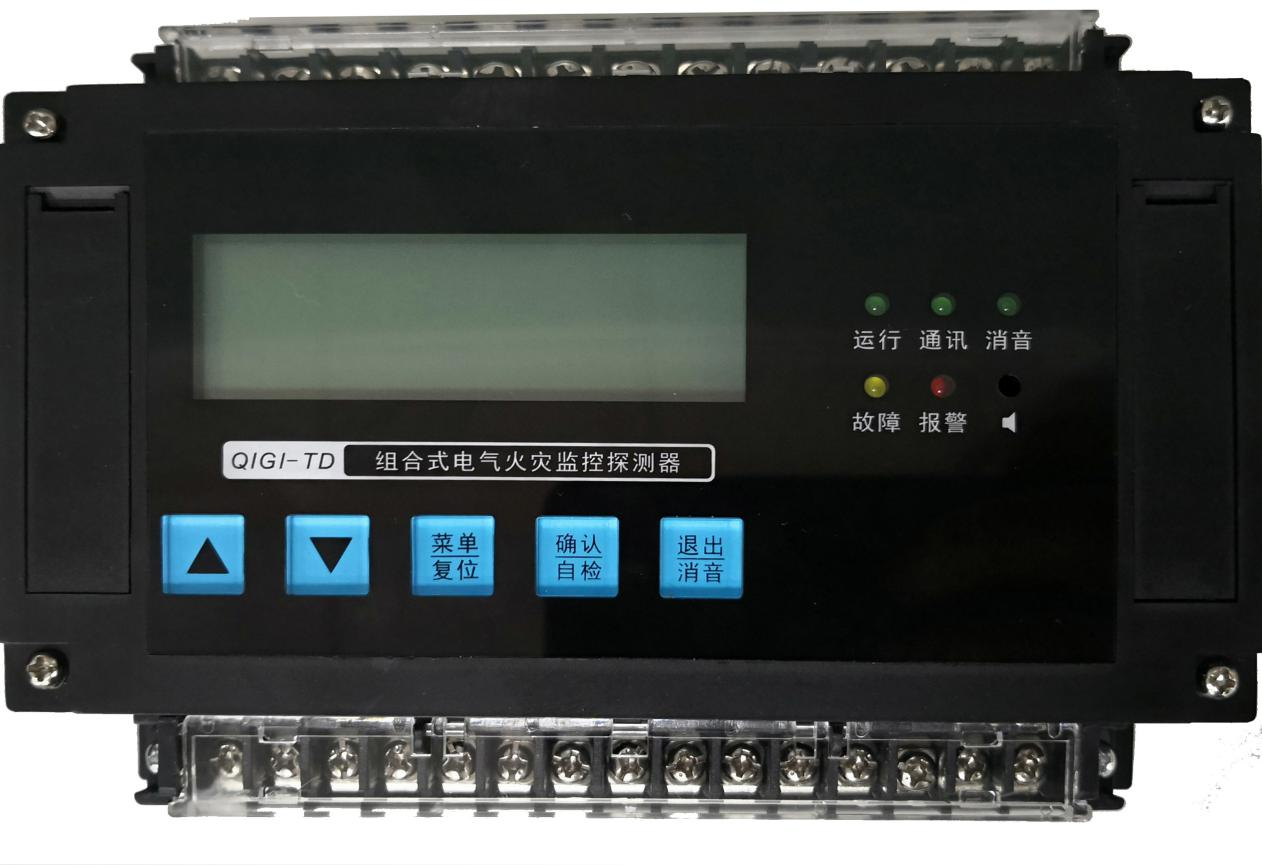 运行 通讯 消音
故障 报警
QIGI-TD 组合式电气火灾监控探测器
菜单 确认 退出
复位 自检 消音